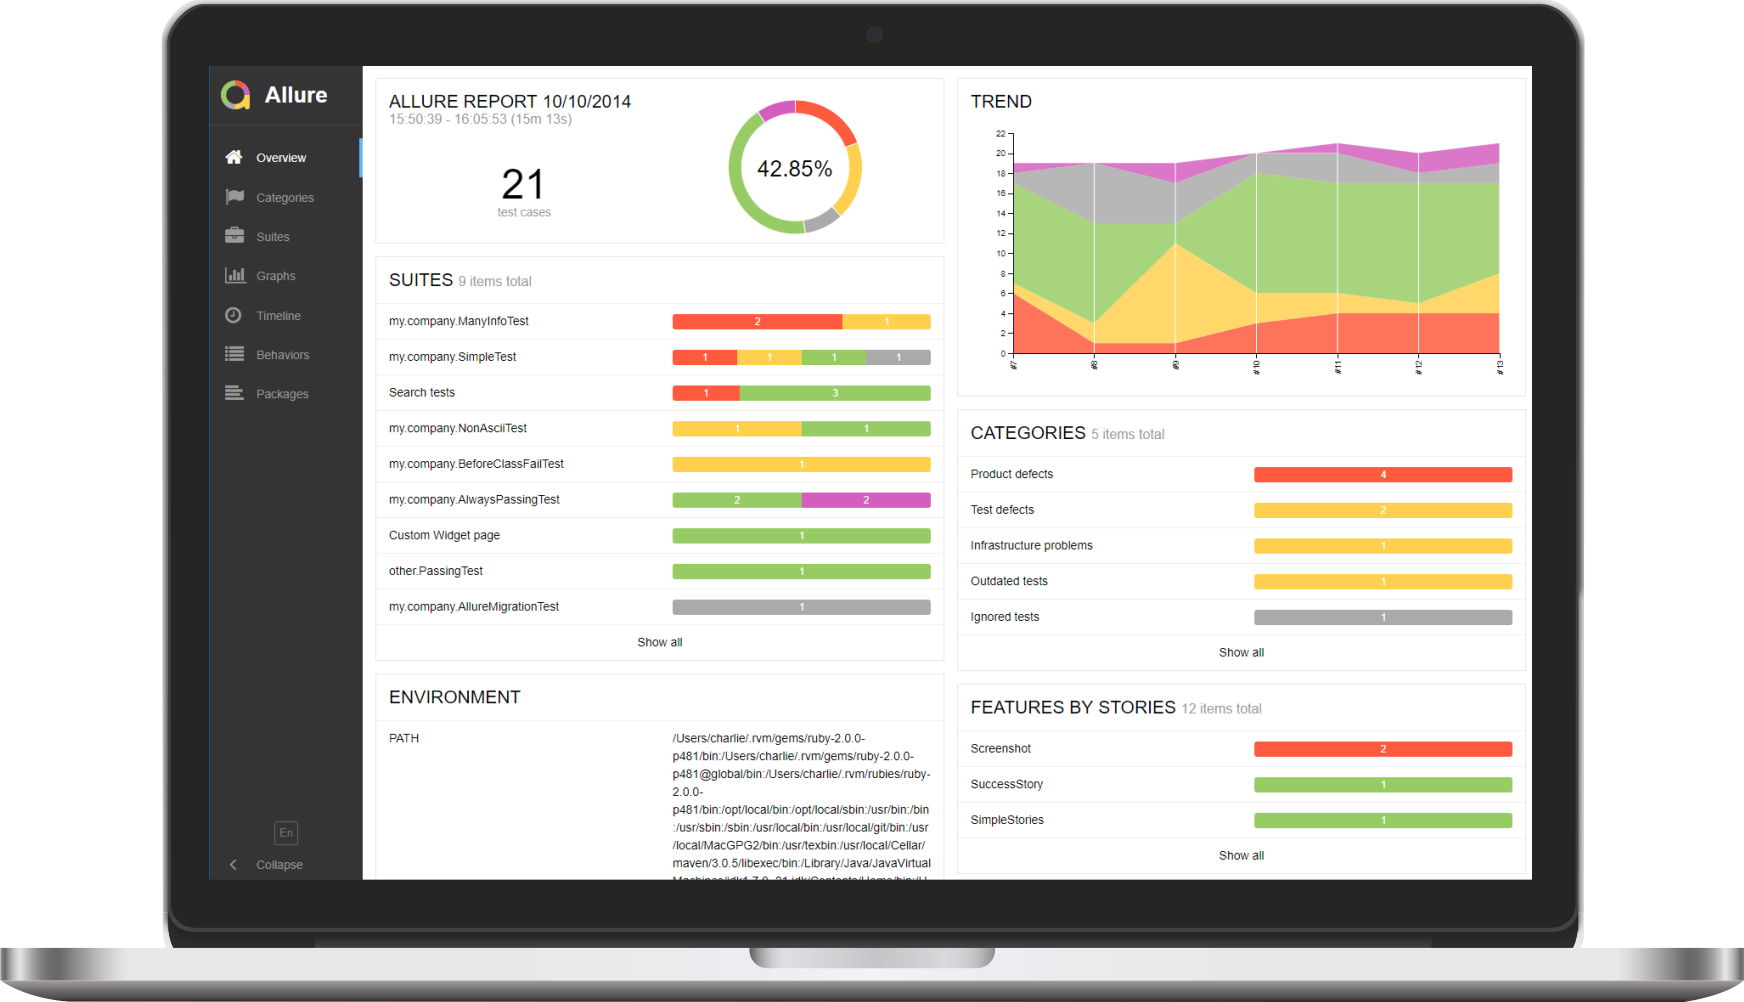 Allure
Overview
Categories
Suites
Graphs
Timeline
Behaviors
Packages
En
Collapse
ALLURE REPORT 10/10/2014
15:50:39 - 16:05:53 (15m 13s)
21
test cases
42.85%
SUITES 9 items total
my.company.ManyInfoTest 2 1
my.company.SimpleTest 1 1 1 1
Search tests 1 3
my.company.NonAsciiTest 1 1
my.company.BeforeClassFailTest 1
my.company.AlwaysPassingTest 2 2
Custom Widget page 1
other.PassingTest 1
my.company.AllureMigrationTest 1
Show all
ENVIRONMENT
PATH
/Users/charlie/.rvm/gems/ruby-2.0.0-
p481/bin:/Users/charlie/.rvm/gems/ruby-2.0.0-
p481@global/bin:/Users/charlie/.rvm/rubies/ruby-
2.0.0-
p481/bin:/opt/local/bin:/opt/local/sbin:/usr/bin:/bin
:/usr/sbin:/sbin:/usr/local/bin:/usr/local/git/bin:/usr
/local/MacGPG2/bin:/usr/texbin:/usr/local/Cellar/
maven/3.0.5/libexec/bin:/Library/Java/JavaVirtual
TREND
22
20
18
16
14
12
10
8
6
4
2
0
#7 #8 #9 #10 #11 #12 #13
CATEGORIES 5 items total
Product defects 4
Test defects 2
Infrastructure problems 1
Outdated tests 1
Ignored tests 1
Show all
FEATURES BY STORIES 12 items total
Screenshot 2
SuccessStory 1
SimpleStories 1
Show all